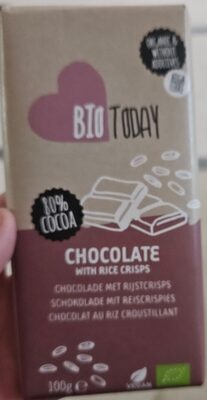 ORGANIC &
WITHOUT
ADDITIVES
BIO TODAY
80%
COCOA
CHOCOLATE
WITH RICE CRISPS
CHOCOLADE MET RIJSTCRISPS
SCHOKOLADE MIT REISCRISPIES
CHOCOLAT AU RIZ CROUSTILLANT
100g e
VEGAN